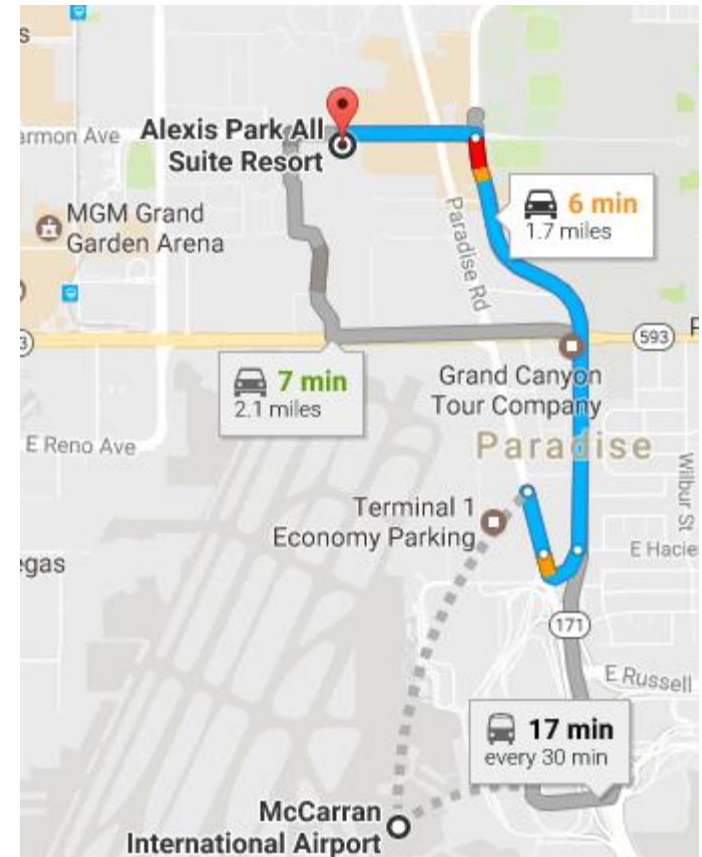 s
armon Ave
Alexis Park All
Suite Resort
MGM Grand
Garden Arena
6 min
1.7 miles
Paradise Rd
593
3
7 min
2.1 miles
Grand Canyon
Tour Company
E Reno Ave
Paradise
Wilbur St
Terminal 1
Economy Parking
E Hacie
egas
171
E Russell
17 min
every 30 min
McCarran
International Airport